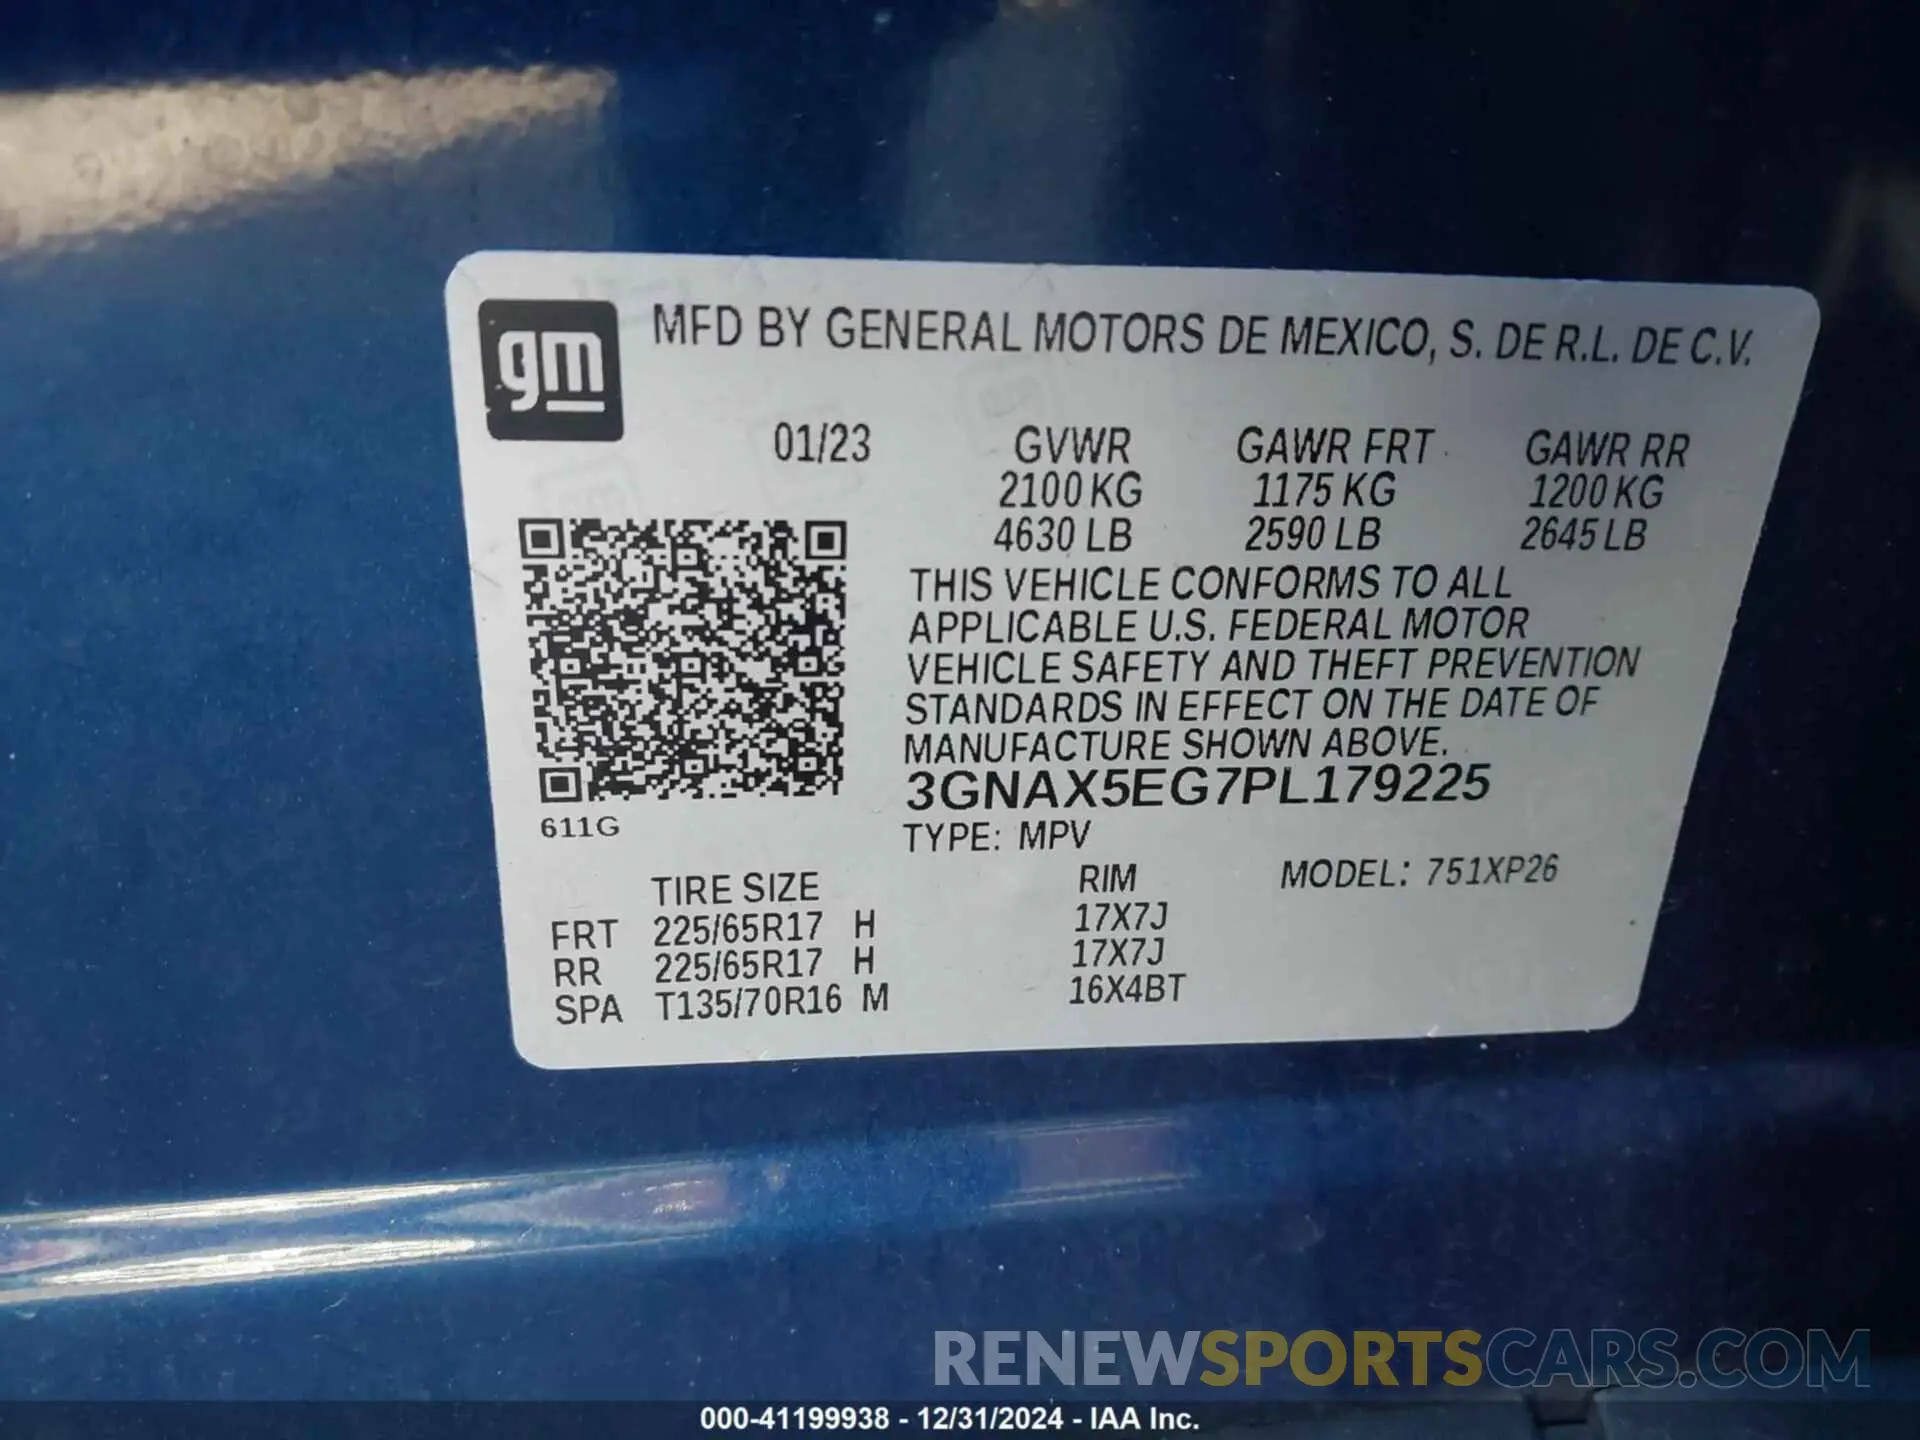 gm
MFD BY GENERAL MOTORS DE MEXICO, S. DE R.L. DE C.V.
01/23 GVWR GAWR FRT GAWR RR
2100 KG 1175 KG 1200 KG
4630 LB 2590 LB 2645 LB
THIS VEHICLE CONFORMS TO ALL
APPLICABLE U.S. FEDERAL MOTOR
VEHICLE SAFETY AND THEFT PREVENTION
STANDARDS IN EFFECT ON THE DATE OF
MANUFACTURE SHOWN ABOVE.
3GNAX5EG7PL179225
611G
TYPE: MPV
TIRE SIZE RIM MODEL: 751XP26
FRT 225/65R17 H 17X7J
RR 225/65R17 H 17X7J
SPA T135/70R16 M 16X4BT
RENEWSPORTSCARS.COM
000-41199938 - 12/31/2024 - IAA Inc.